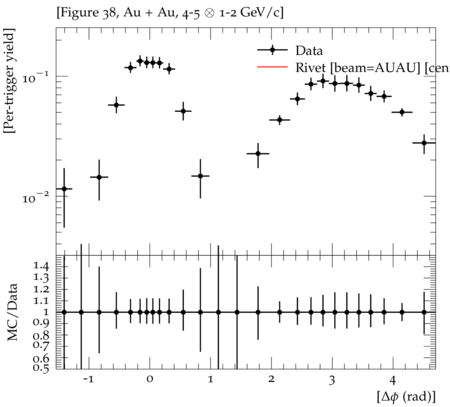 [Figure 38, Au + Au, 4-5 ⊗ 1-2 GeV/c]
[Per-trigger yield]
10⁻¹
10⁻²
Data
Rivet [beam=AUAU] [cen
MC/Data
1.4
1.3
1.2
1.1
1
0.9
0.8
0.7
0.6
0.5
-1 0 1 2 3 4
[Δϕ (rad)]